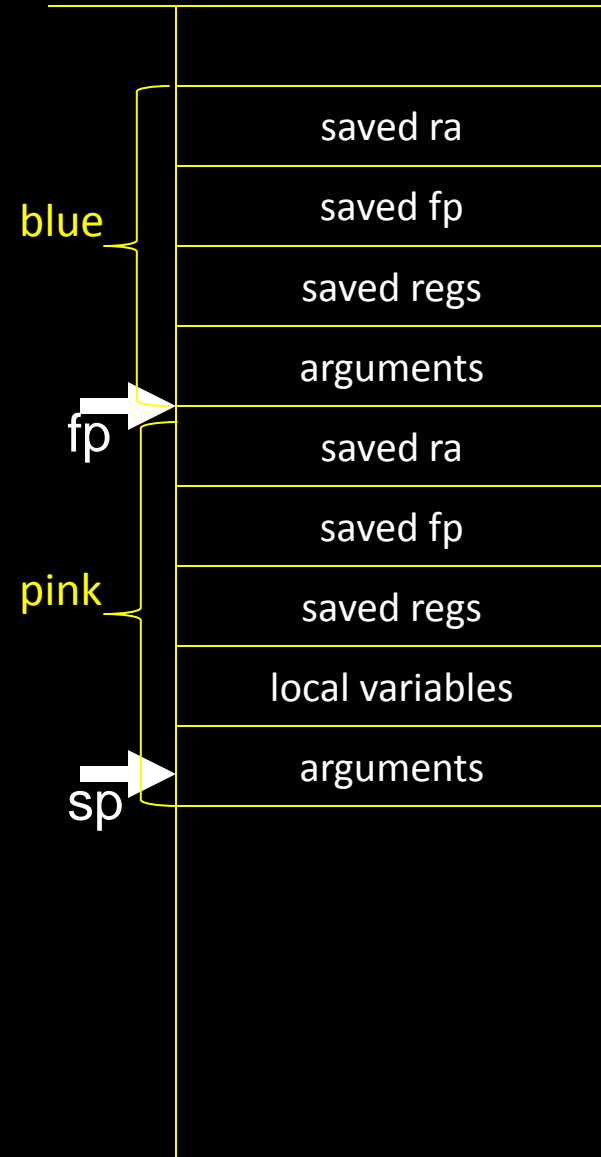 saved ra
blue
saved fp
saved regs
arguments
fp
saved ra
saved fp
pink
saved regs
local variables
arguments
sp